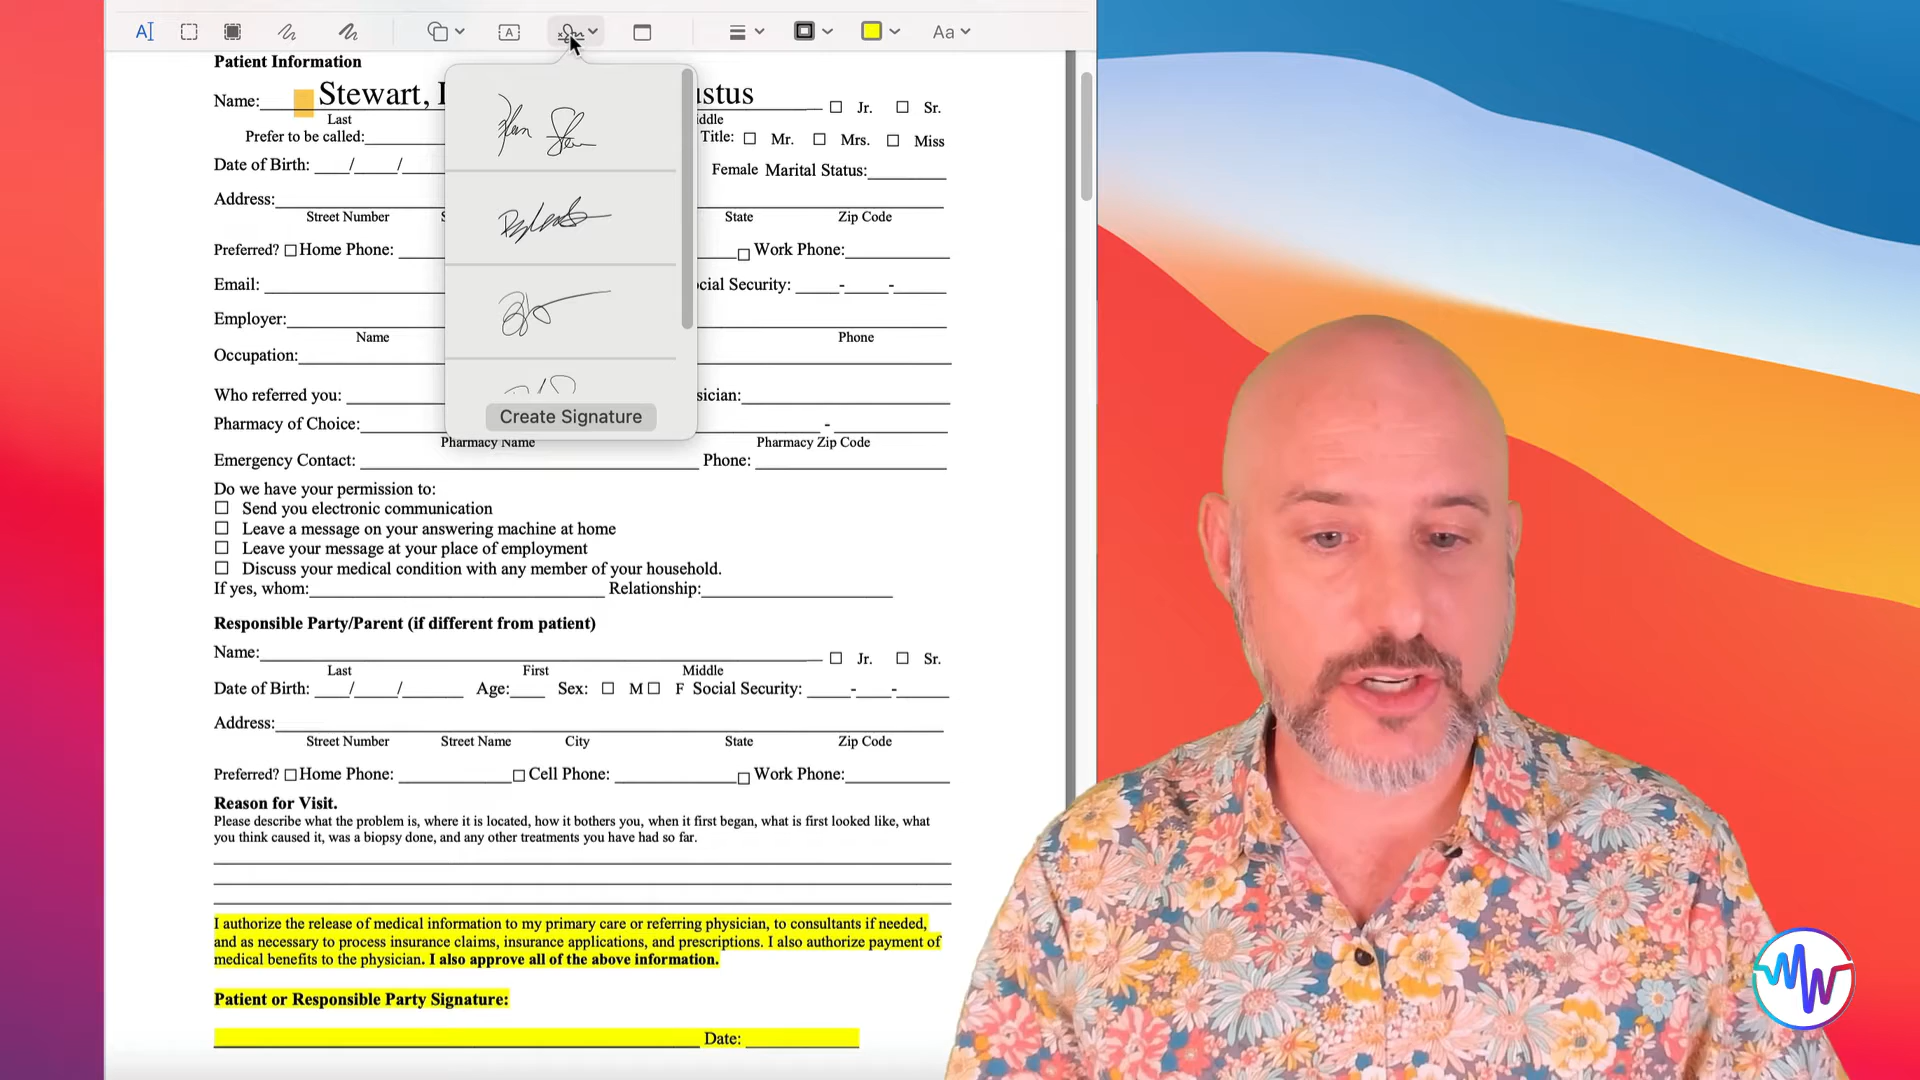 A
A
Aa
Patient Information
Name: Stewart, ustus Jr. Sr.
Last ddle
Prefer to be called: Title: Mr. Mrs. Miss
Date of Birth: / / Female Marital Status:
Address:
Street Number State Zip Code
Preferred? Home Phone: Work Phone:
Email: cial Security: - -
Employer:
Name Phone
Occupation:
Who referred you: sician:
Pharmacy of Choice: -
Create Signature
Pharmacy Name Pharmacy Zip Code
Emergency Contact: Phone:
Do we have your permission to:
Send you electronic communication
Leave a message on your answering machine at home
Leave your message at your place of employment
Discuss your medical condition with any member of your household.
If yes, whom: Relationship:
Responsible Party/Parent (if different from patient)
Name: Jr. Sr.
Last First Middle
Date of Birth: / / Age: Sex: M F Social Security: - -
Address:
Street Number Street Name City State Zip Code
Preferred? Home Phone: Cell Phone: Work Phone:
Reason for Visit.
Please describe what the problem is, where it is located, how it bothers you, when it first began, what is first looked like, what
you think caused it, was a biopsy done, and any other treatments you have had so far.
I authorize the release of medical information to my primary care or referring physician, to consultants if needed,
and as necessary to process insurance claims, insurance applications, and prescriptions. I also authorize payment of
medical benefits to the physician. I also approve all of the above information.
Patient or Responsible Party Signature:
Date:
MW